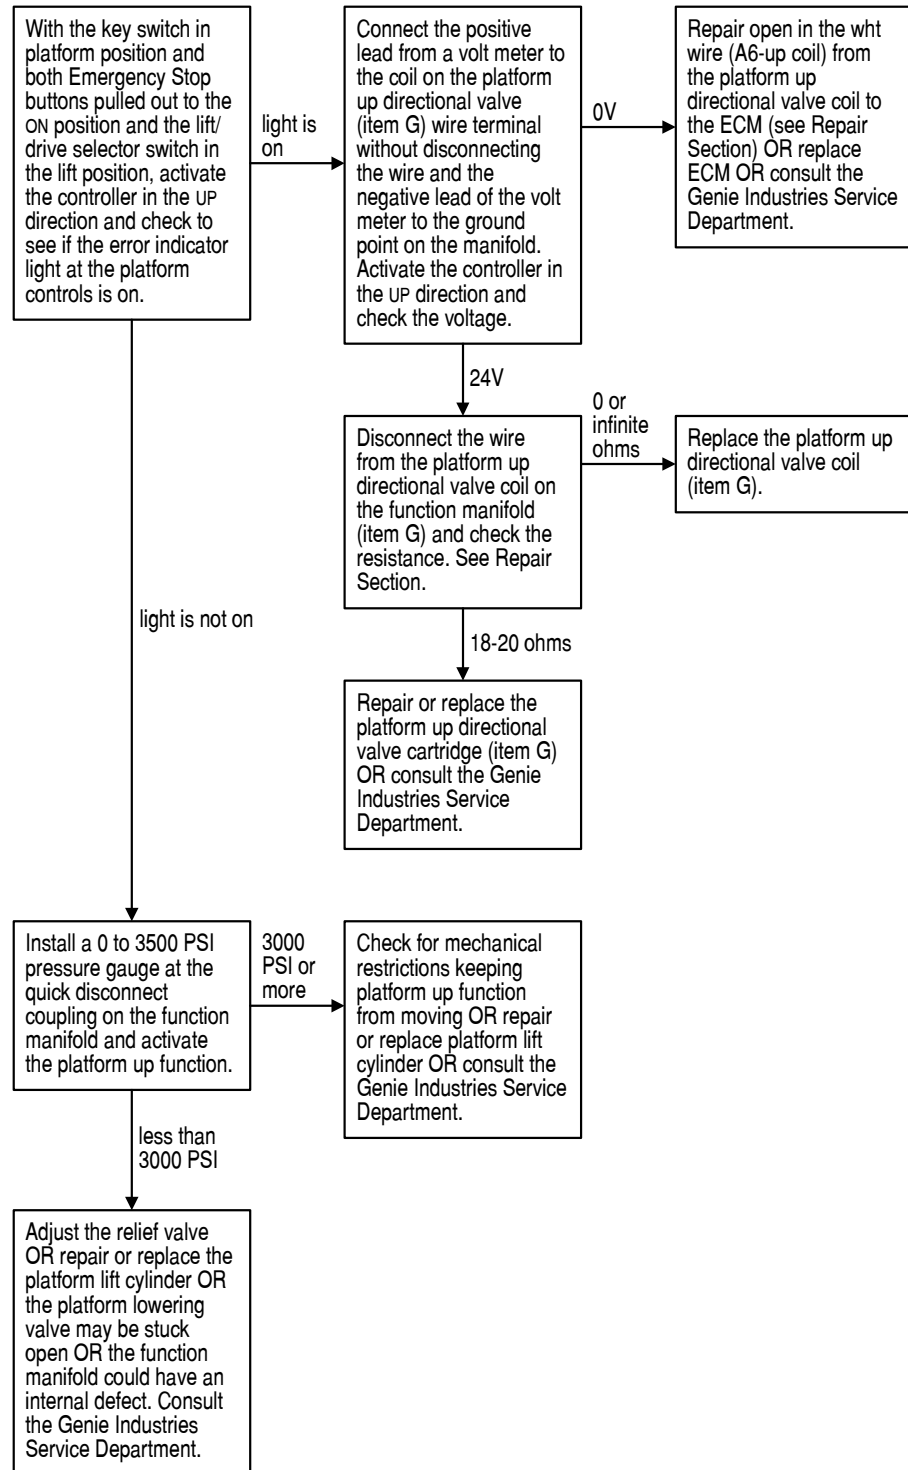 With the key switch in
platform position and
both Emergency Stop
buttons pulled out to the
ON position and the lift/
drive selector switch in
the lift position, activate
the controller in the UP
direction and check to
see if the error indicator
light at the platform
controls is on.
light is
on
Connect the positive
lead from a volt meter to
the coil on the platform
up directional valve
(item G) wire terminal
without disconnecting
the wire and the
negative lead of the volt
meter to the ground
point on the manifold.
Activate the controller in
the UP direction and
check the voltage.
0V
Repair open in the wht
wire (A6-up coil) from
the platform up
directional valve coil to
the ECM (see Repair
Section) OR replace
ECM OR consult the
Genie Industries Service
Department.
24V
Disconnect the wire
from the platform up
directional valve coil on
the function manifold
(item G) and check the
resistance. See Repair
Section.
0 or
infinite
ohms
Replace the platform up
directional valve coil
(item G).
light is not on
18-20 ohms
Repair or replace the
platform up directional
valve cartridge (item G)
OR consult the Genie
Industries Service
Department.
Install a 0 to 3500 PSI
pressure gauge at the
quick disconnect
coupling on the function
manifold and activate
the platform up function.
3000
PSI or
more
Check for mechanical
restrictions keeping
platform up function
from moving OR repair
or replace platform lift
cylinder OR consult the
Genie Industries Service
Department.
less than
3000 PSI
Adjust the relief valve
OR repair or replace the
platform lift cylinder OR
the platform lowering
valve may be stuck
open OR the function
manifold could have an
internal defect. Consult
the Genie Industries
Service Department.